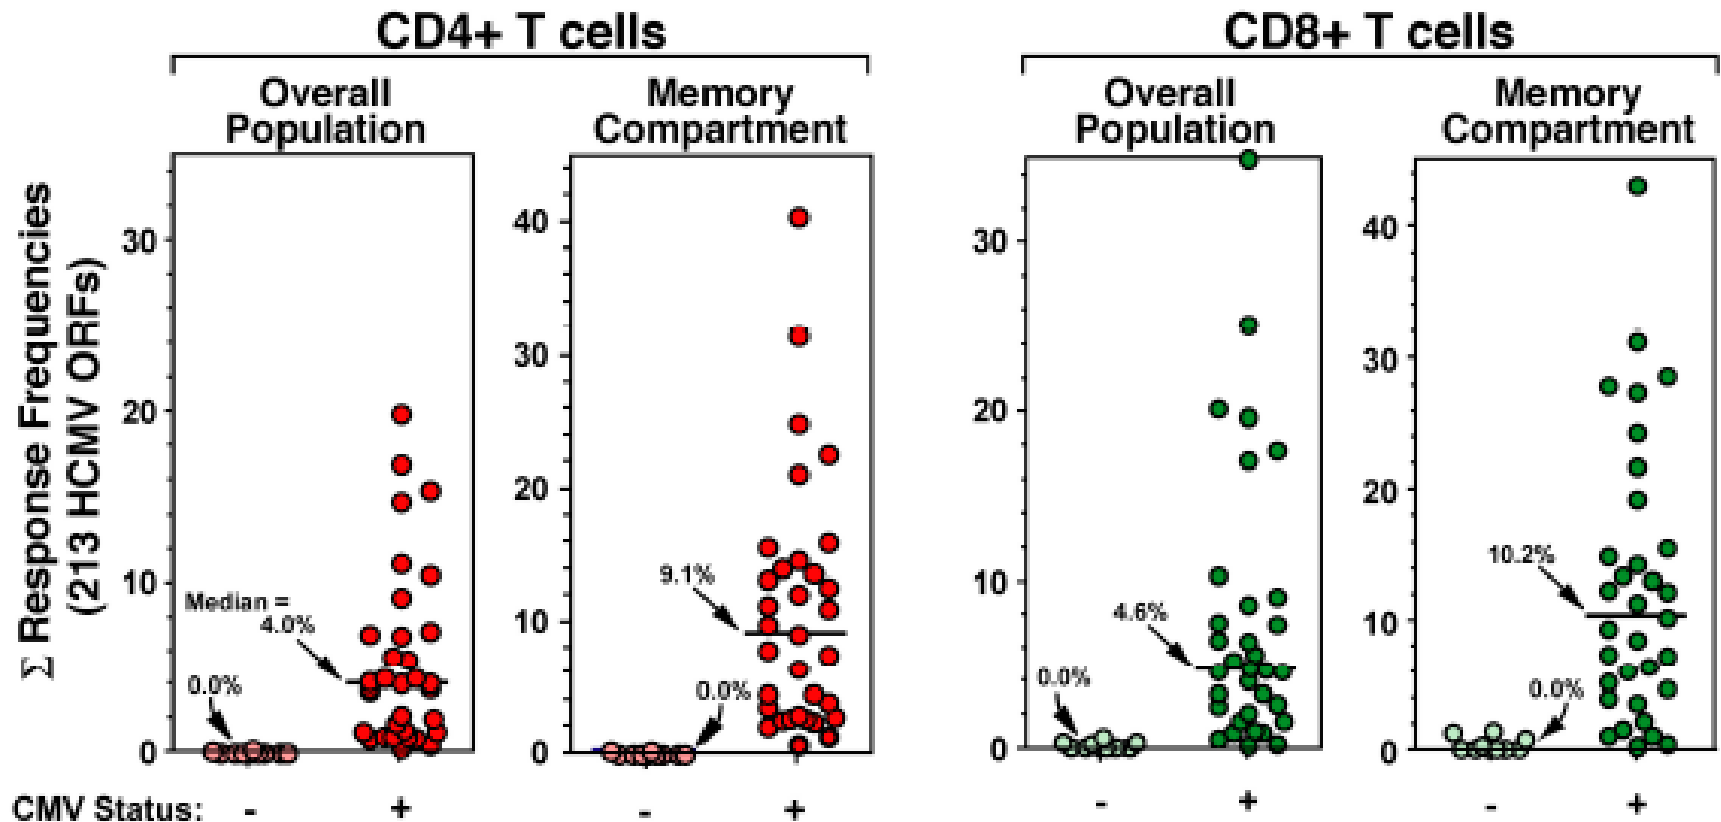 CD4+ T cells
CD8+ T cells
Overall
Population
Memory
Compartment
Overall
Population
Memory
Compartment
Σ Response Frequencies
(213 HCMV ORFs)
30
20
10
0
Median =
4.0%
0.0%
40
30
20
10
0
9.1%
0.0%
30
20
10
0
4.6%
0.0%
40
30
20
10
0
10.2%
0.0%
CMV Status: - + - + - + - +